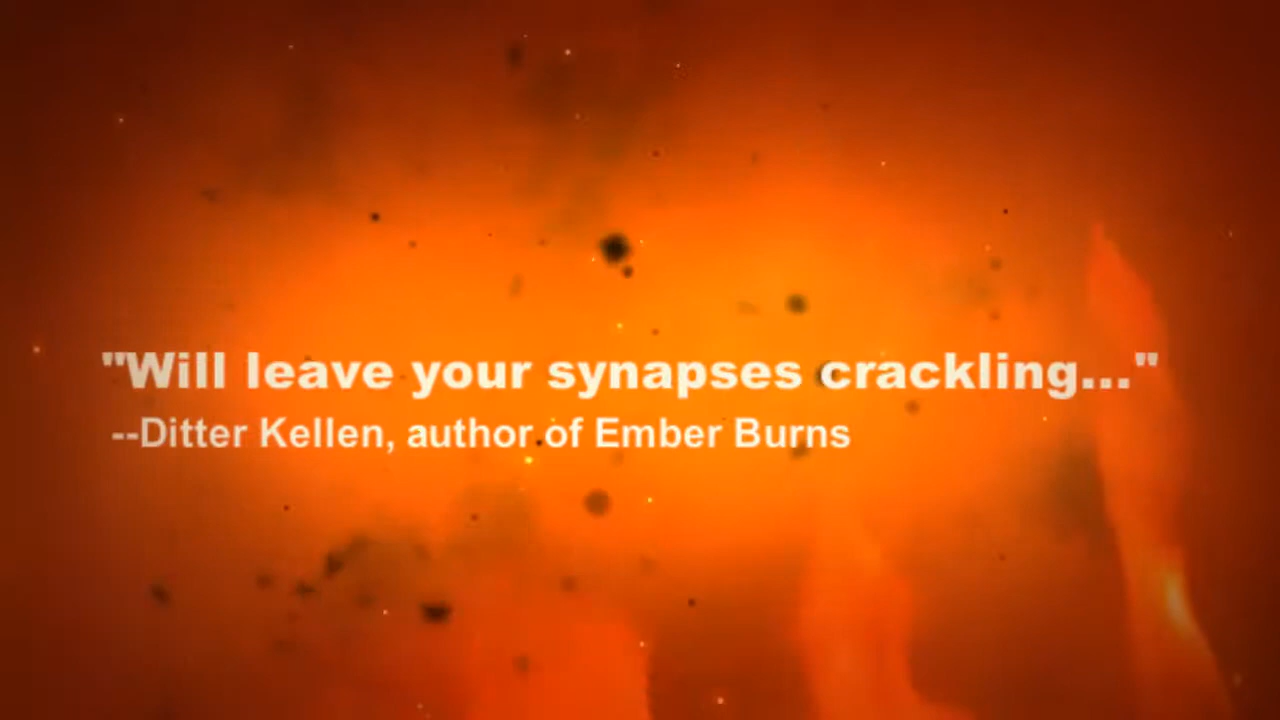 "Will leave your synapses crackling..."
--Ditter Kellen, author of Ember Burns